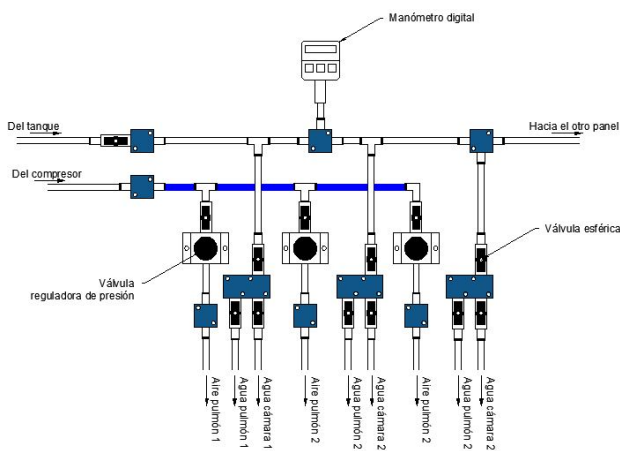 Manómetro digital
Del tanque
Hacia el otro panel
Del compresor
Válvula esférica
Válvula
reguladora de presión
Aire pulmón 1
Agua pulmón 1
Agua cámara 1
Aire pulmón 2
Agua pulmón 2
Agua cámara 2
Aire pulmón 2
Agua pulmón 2
Agua cámara 2